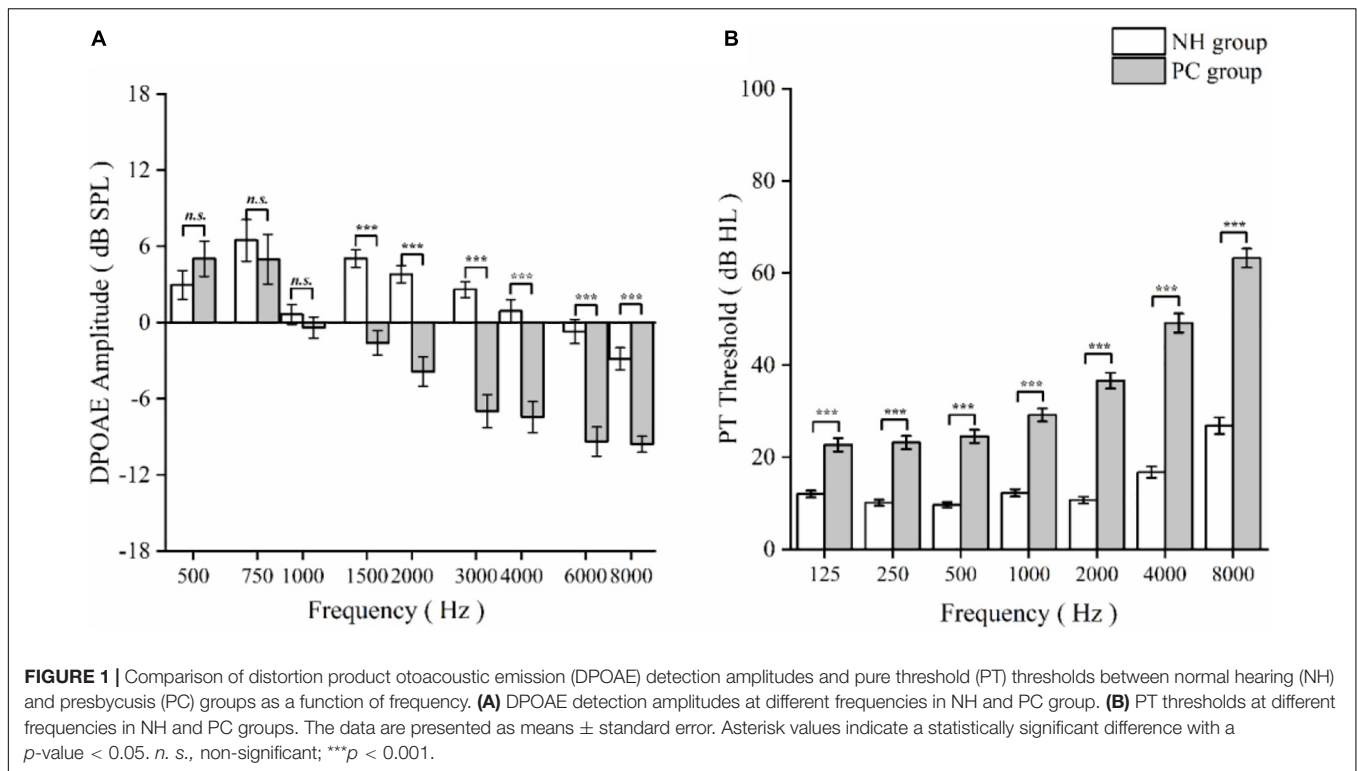 A
18
12
6
0
-6
-12
-18
DPOAE Amplitude ( dB SPL )
n.s.
n.s.
n.s.
***
***
***
***
***
***
500 750 1000 1500 2000 3000 4000 6000 8000
Frequency ( Hz )
B
NH group
PC group
100
80
60
40
20
0
PT Threshold ( dB HL )
***
***
***
***
***
***
***
125 250 500 1000 2000 4000 8000
Frequency ( Hz )
FIGURE 1 | Comparison of distortion product otoacoustic emission (DPOAE) detection amplitudes and pure threshold (PT) thresholds between normal hearing (NH)
and presbycusis (PC) groups as a function of frequency. (A) DPOAE detection amplitudes at different frequencies in NH and PC group. (B) PT thresholds at different
frequencies in NH and PC groups. The data are presented as means ± standard error. Asterisk values indicate a statistically significant difference with a
p-value < 0.05. n. s., non-significant; ***p < 0.001.